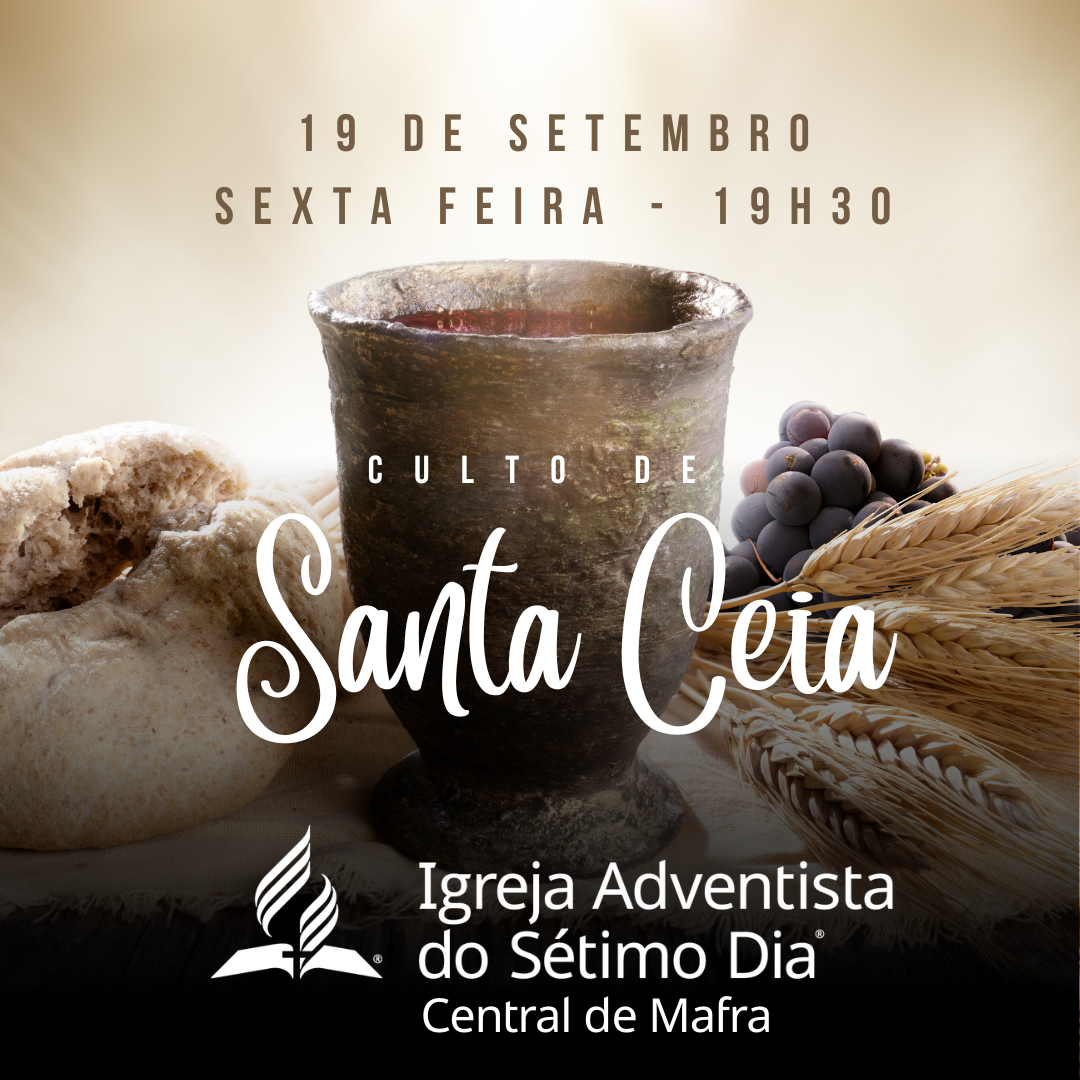 19 DE SETEMBRO
SEXTA FEIRA - 19H30
CULTO DE
Santa Ceia
Igreja Adventista
do Sétimo Dia®
®
Central de Mafra